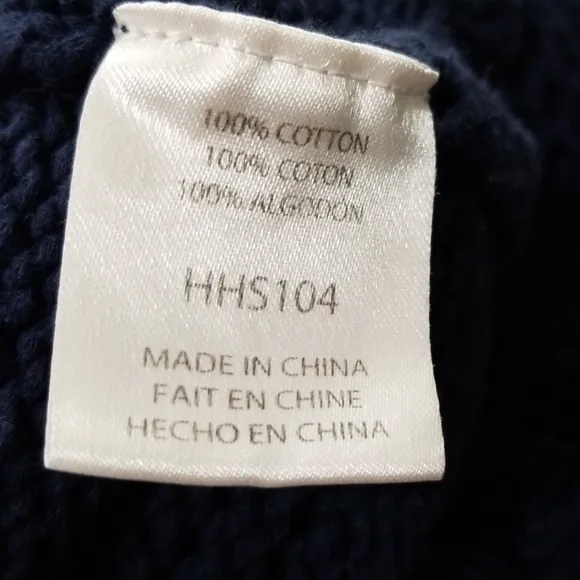 100% COTTON
100% COTON
100% ALGODON
HHS104
MADE IN CHINA
FAIT EN CHINE
HECHO EN CHINA